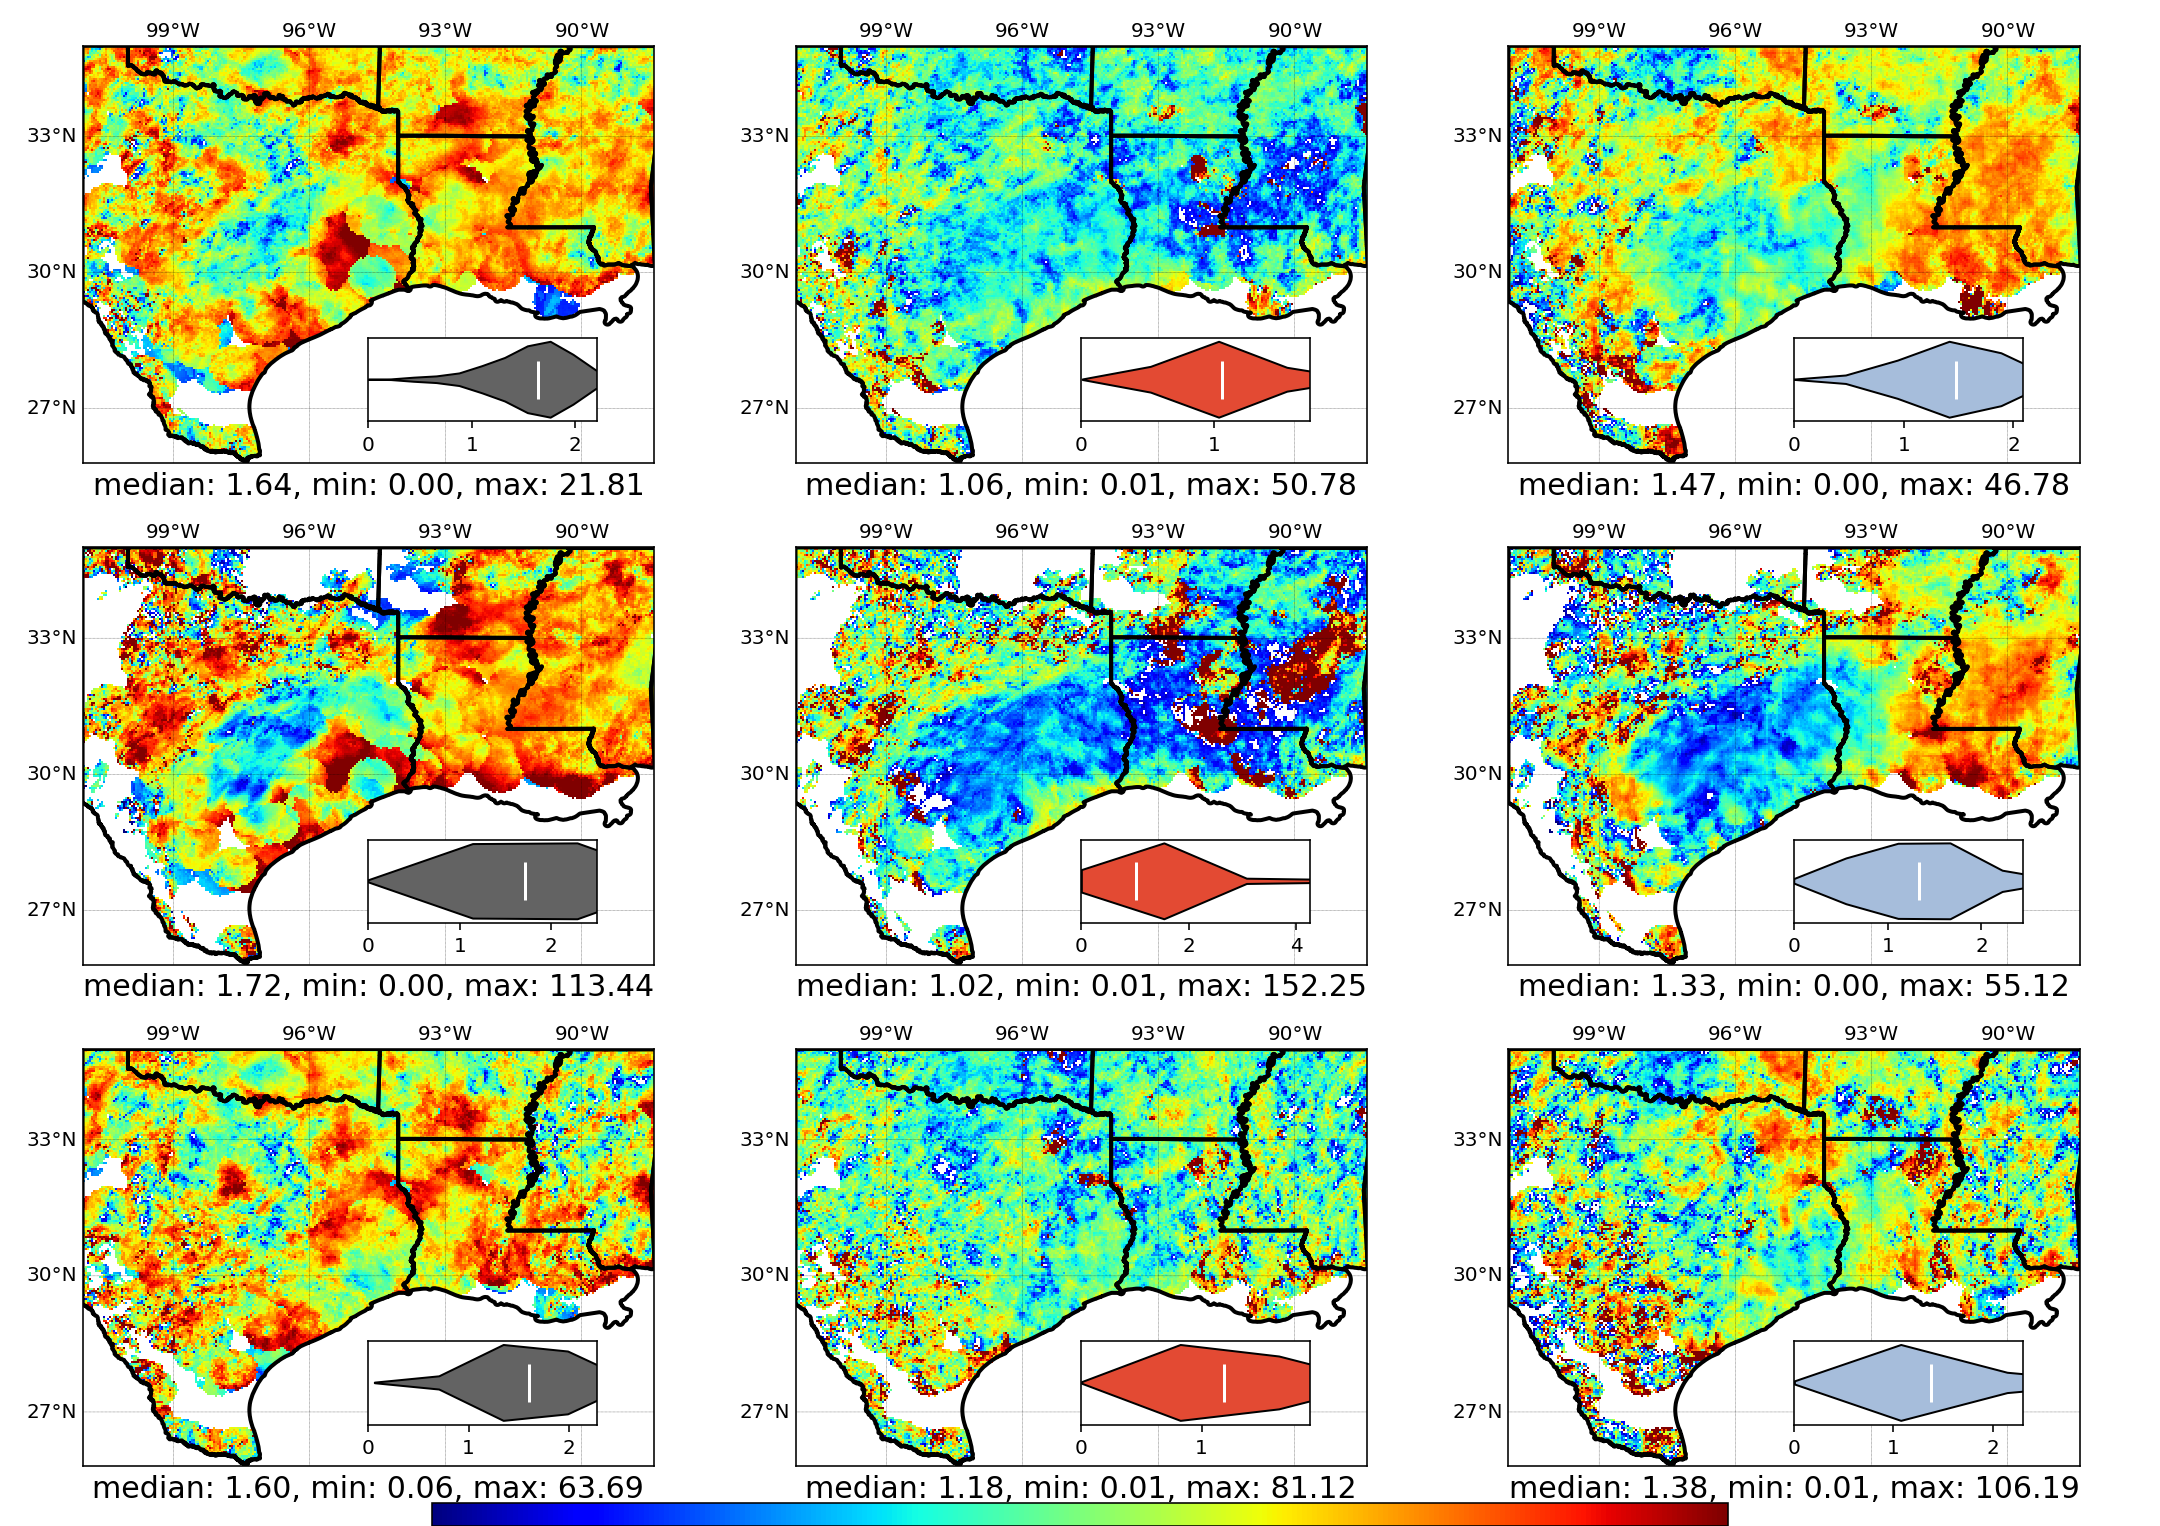 99°W 96°W 93°W 90°W 99°W 96°W 93°W 90°W 99°W 96°W 93°W 90°W
33°N 33°N 33°N
30°N 30°N 30°N
27°N 27°N 27°N
0 1 2 0 1 0 1 2
median: 1.64, min: 0.00, max: 21.81 median: 1.06, min: 0.01, max: 50.78 median: 1.47, min: 0.00, max: 46.78
99°W 96°W 93°W 90°W 99°W 96°W 93°W 90°W 99°W 96°W 93°W 90°W
33°N 33°N 33°N
30°N 30°N 30°N
27°N 27°N 27°N
0 1 2 0 2 4 0 1 2
median: 1.72, min: 0.00, max: 113.44 median: 1.02, min: 0.01, max: 152.25 median: 1.33, min: 0.00, max: 55.12
99°W 96°W 93°W 90°W 99°W 96°W 93°W 90°W 99°W 96°W 93°W 90°W
33°N 33°N 33°N
30°N 30°N 30°N
27°N 27°N 27°N
0 1 2 0 1 0 1 2
median: 1.60, min: 0.06, max: 63.69 median: 1.18, min: 0.01, max: 81.12 median: 1.38, min: 0.01, max: 106.19